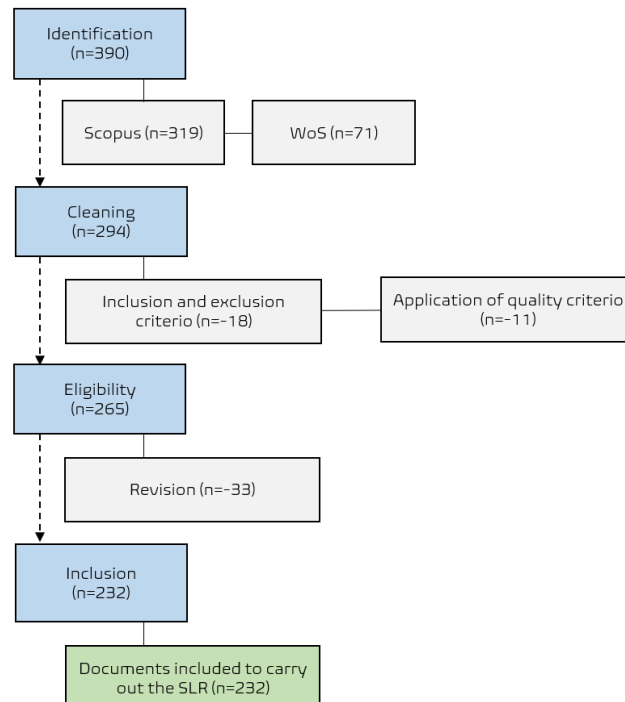 Identification
(n=390)
Scopus (n=319)
WoS (n=71)
Cleaning
(n=294)
Inclusion and exclusion
criterio (n=-18)
Application of quality criterio
(n=-11)
Eligibility
(n=265)
Revision (n=-33)
Inclusion
(n=232)
Documents included to carry
out the SLR (n=232)